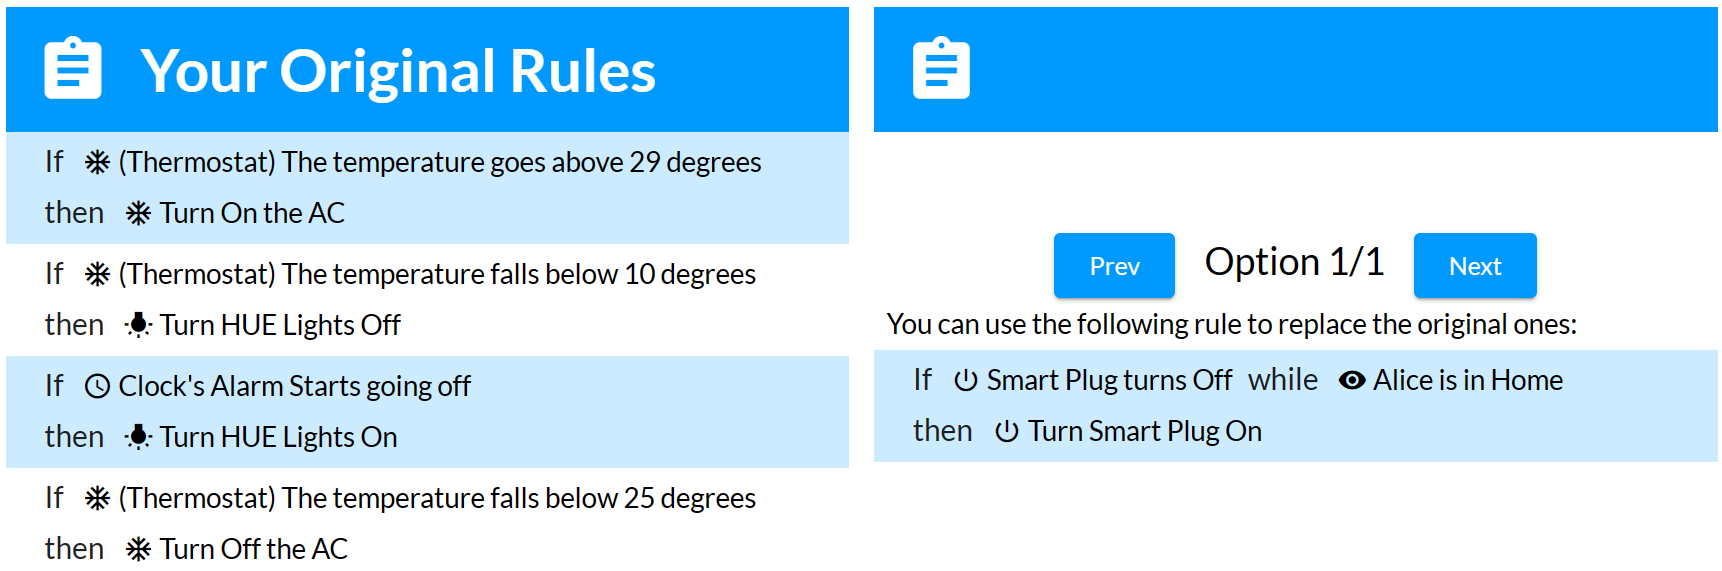 Your Original Rules
If (Thermostat) The temperature goes above 29 degrees
then Turn On the AC
If (Thermostat) The temperature falls below 10 degrees
then Turn HUE Lights Off
If Clock's Alarm Starts going off
then Turn HUE Lights On
If (Thermostat) The temperature falls below 25 degrees
then Turn Off the AC
Prev Option 1/1 Next
You can use the following rule to replace the original ones:
If Smart Plug turns Off while Alice is in Home
then Turn Smart Plug On